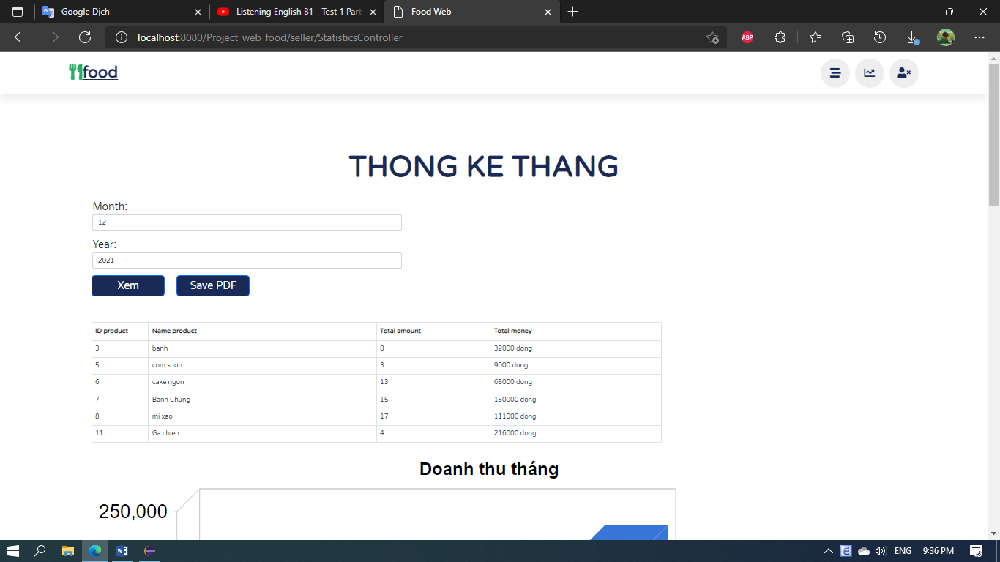 Google Dịch
Listening English B1 - Test 1 Part
Food Web
localhost:8080/Project_web_food/seller/StatisticsController
ABP
food
THONG KE THANG
Month:
12
Year:
2021
Xem Save PDF
ID product Name product Total amount Total money
3 banh 8 32000 dong
5 com suon 3 9000 dong
6 cake ngon 13 65000 dong
7 Banh Chung 15 150000 dong
8 mi xao 17 111000 dong
11 Ga chien 4 216000 dong
Doanh thu tháng
250,000
ENG 9:36 PM